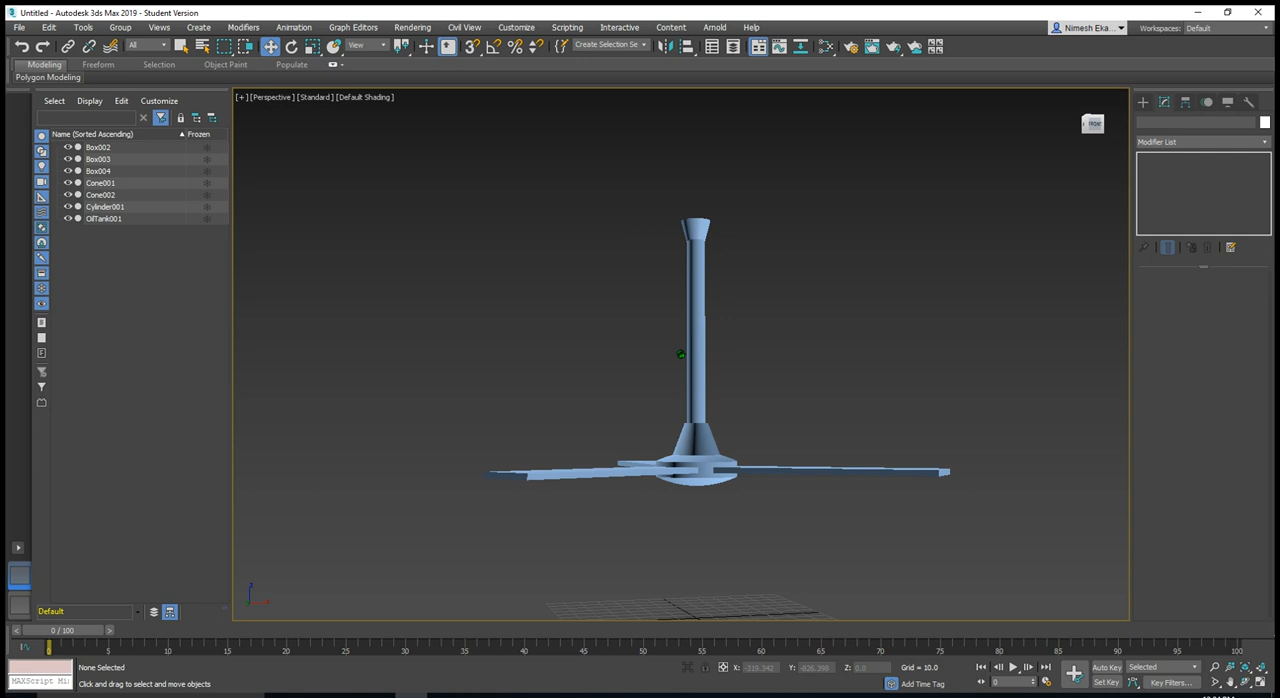 Untitled - Autodesk 3ds Max 2019 - Student Version
File Edit Tools Group Views Create Modifiers Animation Graph Editors Rendering Civil View Customize Scripting Interactive Content Arnold Help
Nimesh Eka... Workspaces: Default
All View Create Selection Se
Modeling Freeform Selection Object Paint Populate
Polygon Modeling
Select Display Edit Customize
[+] [Perspective] [Standard] [Default Shading]
Name (Sorted Ascending) ▲ Frozen
FRONT
Modifier List
Box002
Box003
Box004
Cone001
Cone002
Cylinder001
OilTank001
F
Default
< 0 / 100 >
0 5 10 15 20 25 30 35 40 45 50 55 60 65 70 75 80 85 90 95 100
None Selected X: -319.342 Y: -826.398 Z: 0.0 Grid = 10.0 Auto Key Selected
MAXScript Mi: Click and drag to select and move objects Add Time Tag 0 Set Key Key Filters...